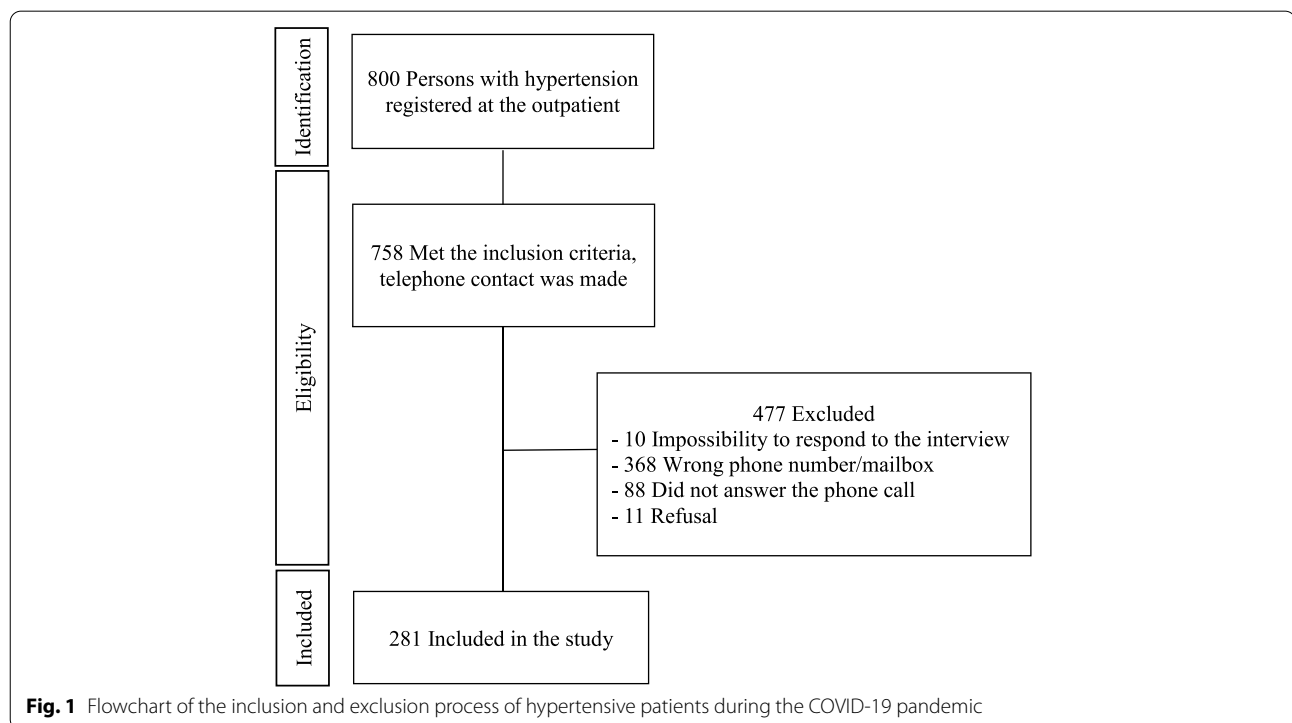 Identification
800 Persons with hypertension
registered at the outpatient
Eligibility
758 Met the inclusion criteria,
telephone contact was made
477 Excluded
- 10 Impossibility to respond to the interview
- 368 Wrong phone number/mailbox
- 88 Did not answer the phone call
- 11 Refusal
Included
281 Included in the study
Fig. 1 Flowchart of the inclusion and exclusion process of hypertensive patients during the COVID-19 pandemic